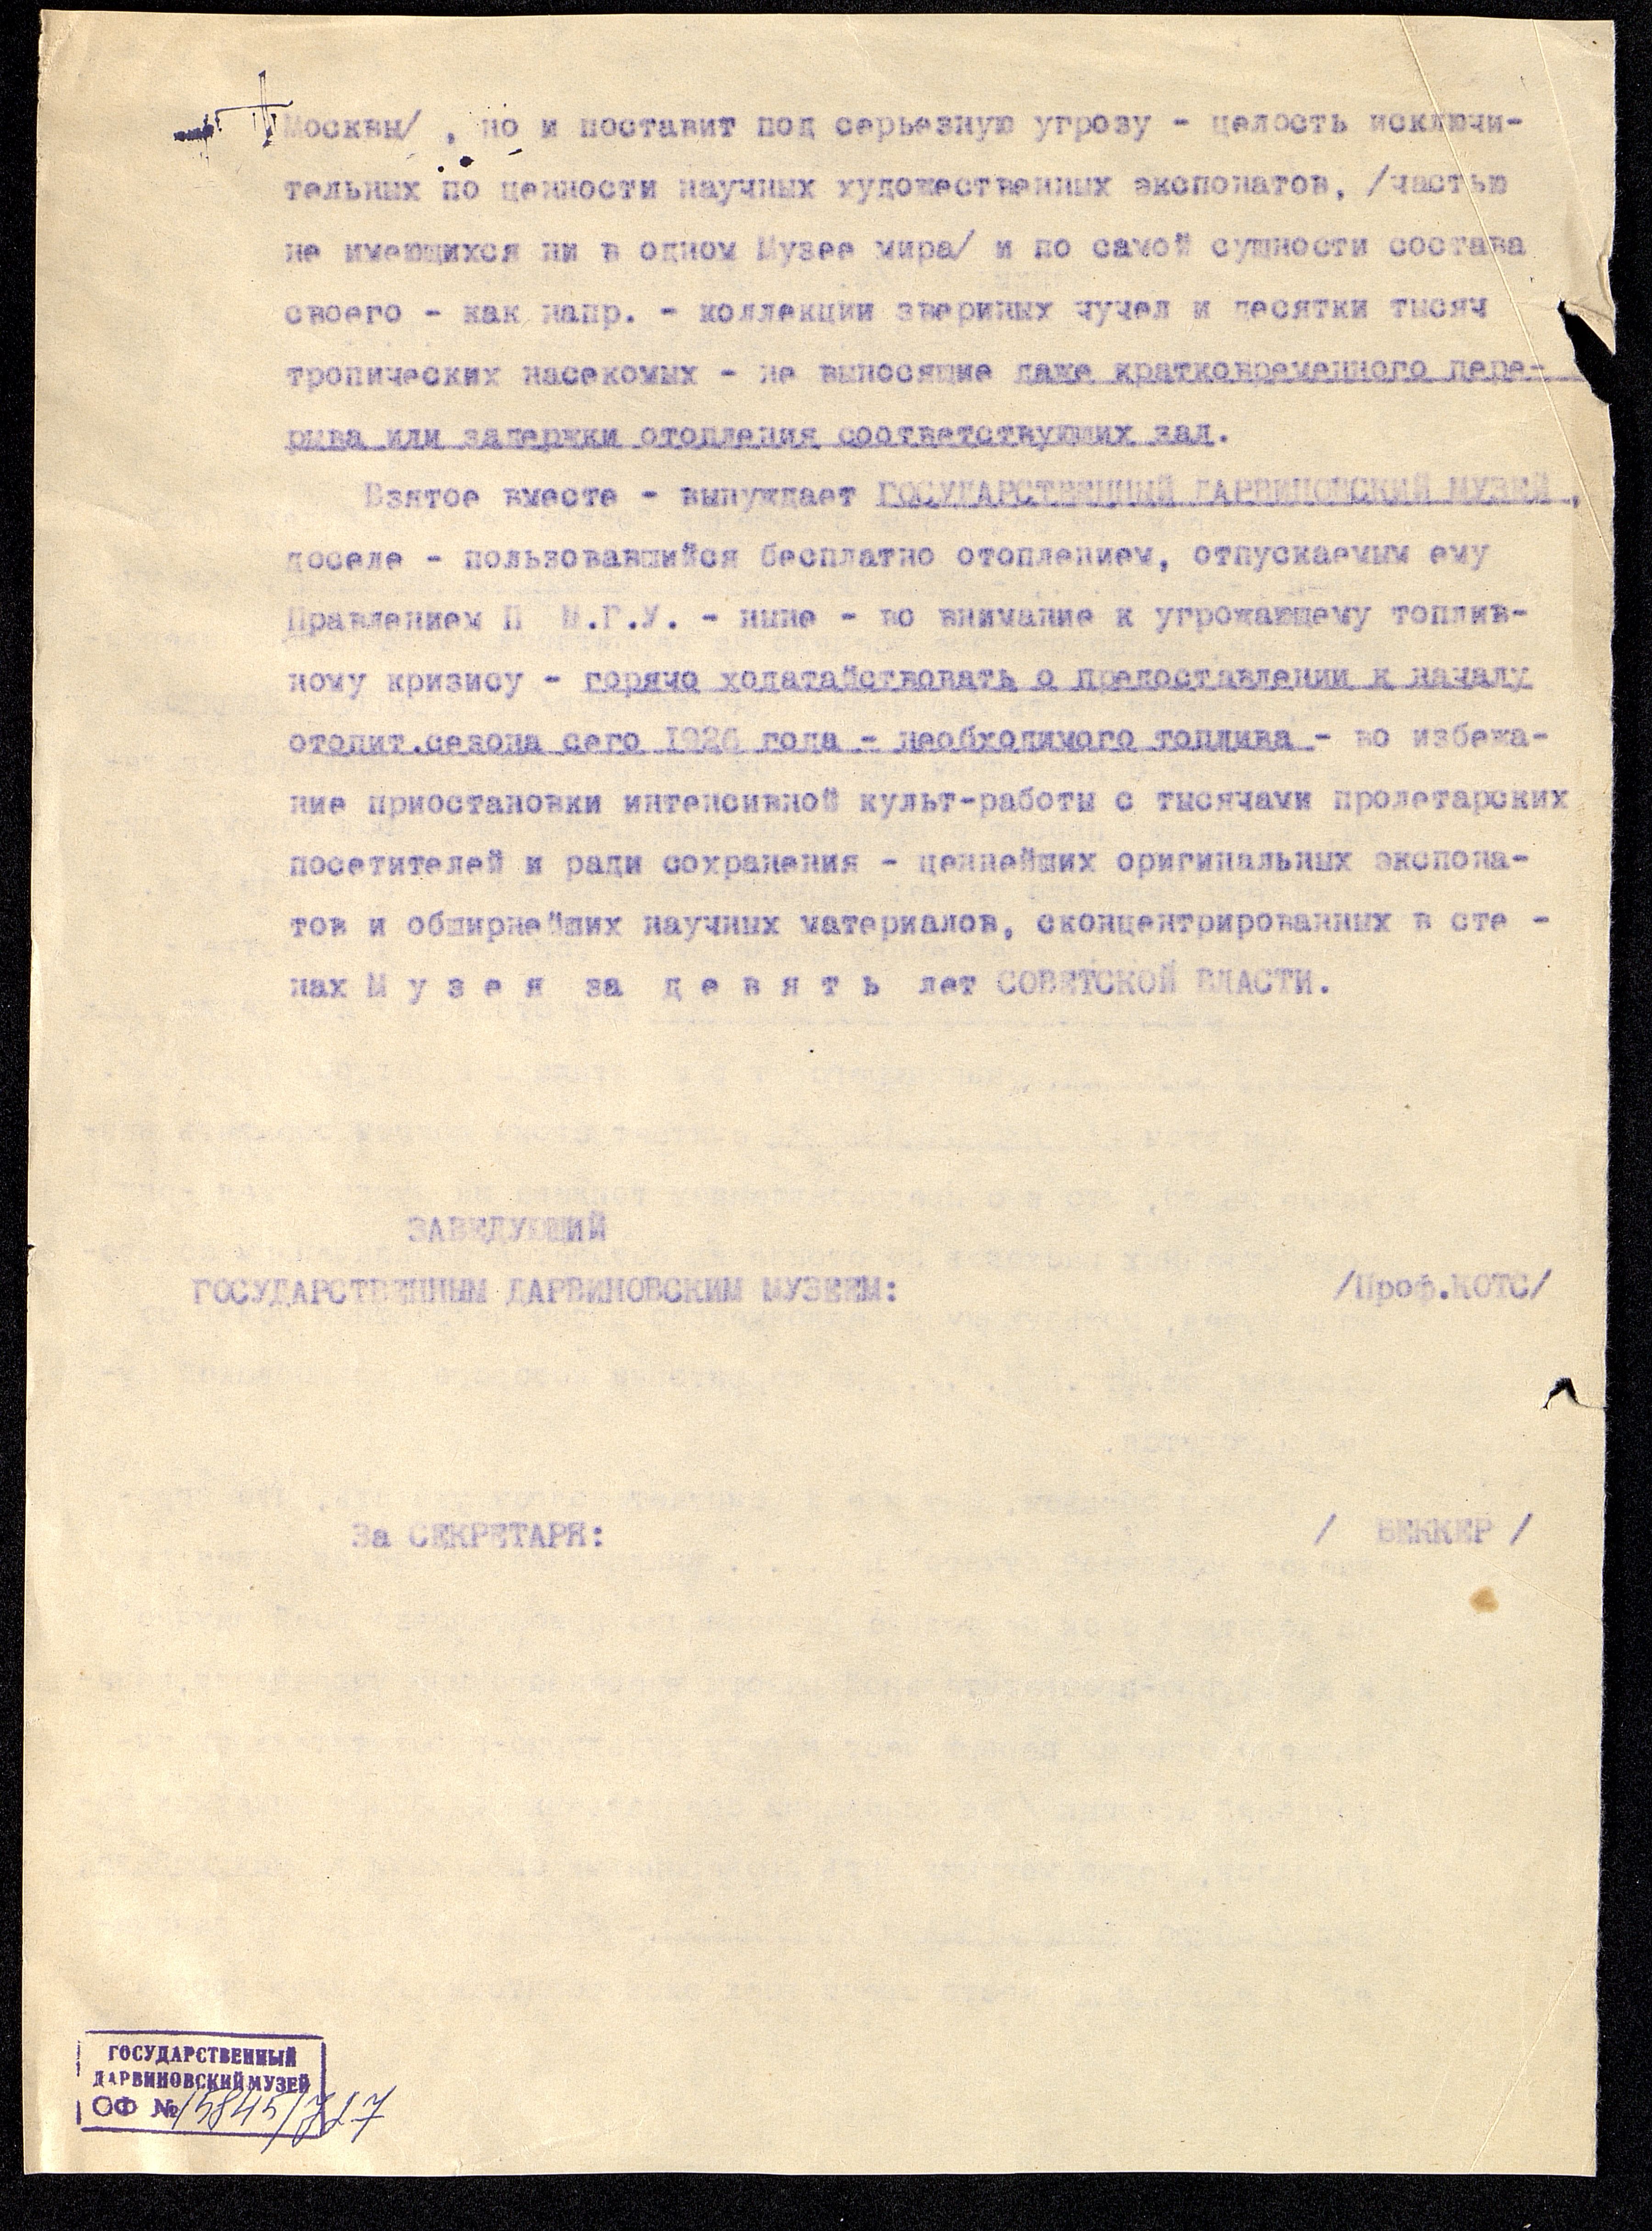 Москвы/ , но и поставит под серьезную угрозу - целость исключи-
тельных по ценности научных художественных экспонатов, /частью
не имеющихся ни в одном Музее мира/ и по самой сущности состава
своего - как напр. - коллекции звериных чучел и десятки тысяч
тропических насекомых - не выносящие даже кратковременного пере-
рыва или задержки отопления соответствующих зал.
Взятое вместе - вынуждает ГОСУДАРСТВЕННЫЙ ДАРВИНОВСКИЙ МУЗЕЙ,
доселе - пользовавшийся бесплатно отоплением, отпускаемым ему
Правлением П М.Г.У. - ныне - во внимание к угрожающему топлив-
ному кризису - горячо ходатайствовать о предоставлении к началу
отопит.сезона сего 1926 года - необходимого топлива - во избежа-
ние приостановки интенсивной культ-работы с тысячами пролетарских
посетителей и ради сохранения - ценнейших оригинальных экспона-
тов и обширнейших научных материалов, сконцентрированных в сте -
нах М у з е я за д е в я т ь лет СОВЕТСКОЙ ВЛАСТИ.
ЗАВЕДУЮЩИЙ
ГОСУДАРСТВЕННЫМ ДАРВИНОВСКИМ МУЗЕЕМ: /Проф.КОТС/
За СЕКРЕТАРЯ: / БЕККЕР /
ГОСУДАРСТВЕННЫЙ
ДАРВИНОВСКИЙ МУЗЕЙ
ОФ № 15845/727